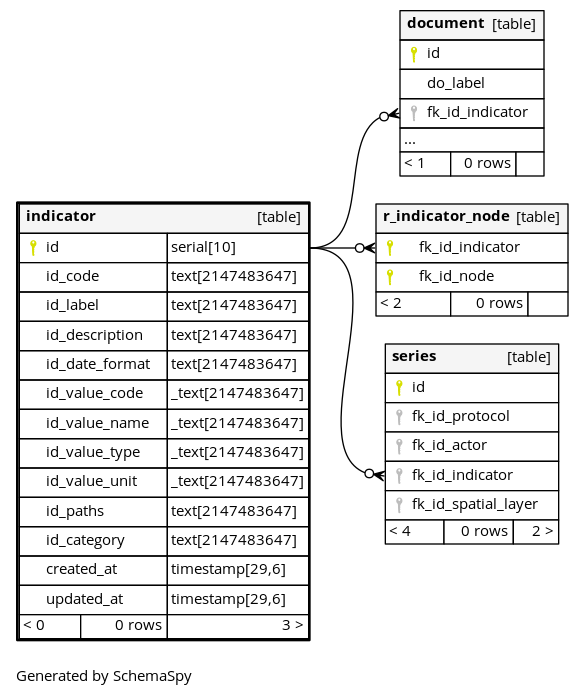 document [table]
id
do_label
fk_id_indicator
...
< 1 0 rows
indicator [table]
id serial[10]
id_code text[2147483647]
id_label text[2147483647]
id_description text[2147483647]
id_date_format text[2147483647]
id_value_code _text[2147483647]
id_value_name _text[2147483647]
id_value_type _text[2147483647]
id_value_unit _text[2147483647]
id_paths text[2147483647]
id_category text[2147483647]
created_at timestamp[29,6]
updated_at timestamp[29,6]
< 0 0 rows 3 >
r_indicator_node [table]
fk_id_indicator
fk_id_node
< 2 0 rows
series [table]
id
fk_id_protocol
fk_id_actor
fk_id_indicator
fk_id_spatial_layer
< 4 0 rows 2 >
Generated by SchemaSpy